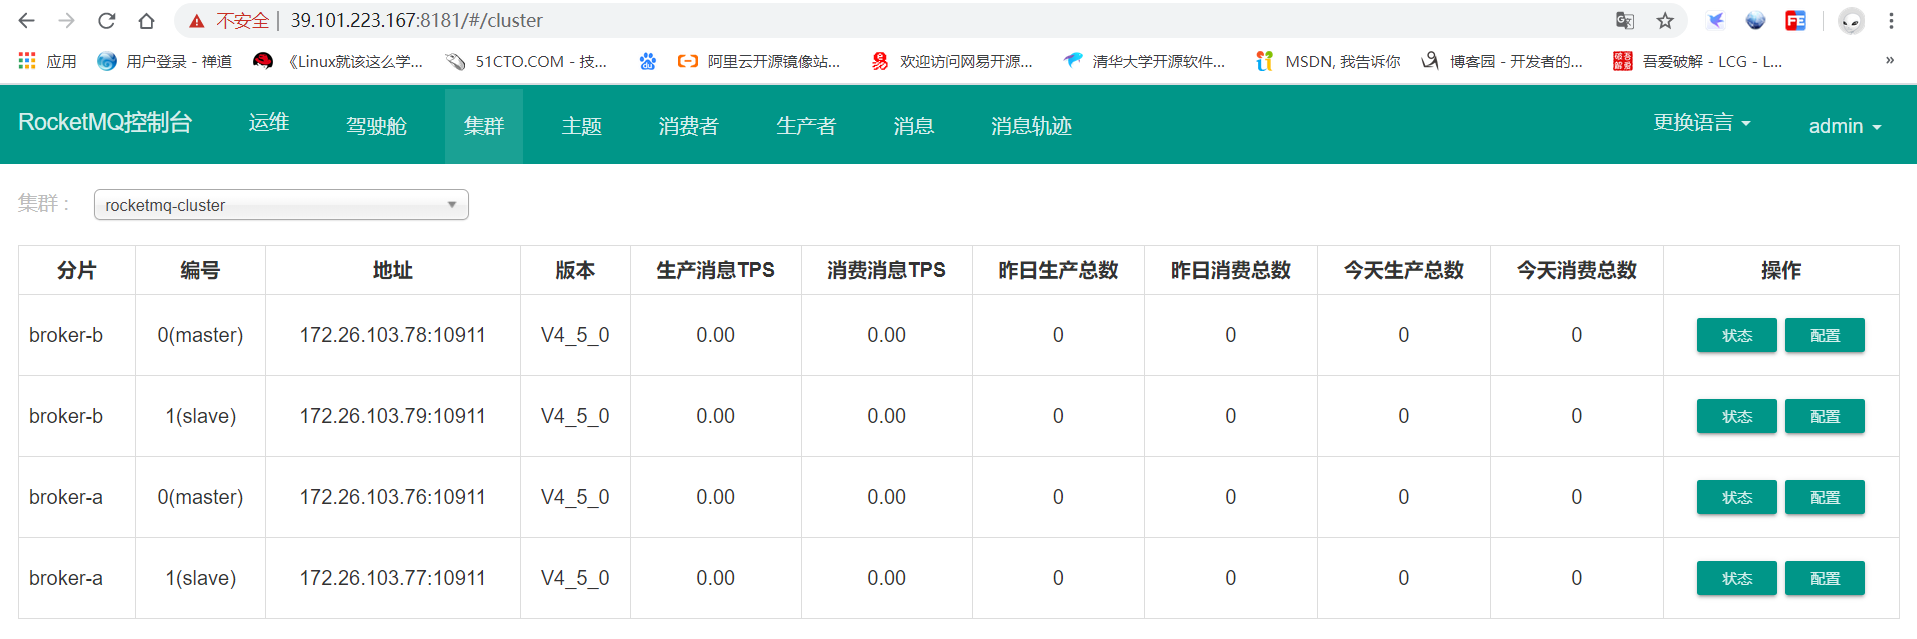 不安全 | 39.101.223.167:8181/#/cluster
应用 用户登录 - 禅道 《Linux就该这么学... 51CTO.COM - 技... 阿里云开源镜像站... 欢迎访问网易开源... 清华大学开源软件... MSDN, 我告诉你 博客园 - 开发者的... 吾爱破解 - LCG - L... »
RocketMQ控制台 运维 驾驶舱 集群 主题 消费者 生产者 消息 消息轨迹 更换语言 admin
集群： rocketmq-cluster
分片 编号 地址 版本 生产消息TPS 消费消息TPS 昨日生产总数 昨日消费总数 今天生产总数 今天消费总数 操作
broker-b 0(master) 172.26.103.78:10911 V4_5_0 0.00 0.00 0 0 0 0 状态 配置
broker-b 1(slave) 172.26.103.79:10911 V4_5_0 0.00 0.00 0 0 0 0 状态 配置
broker-a 0(master) 172.26.103.76:10911 V4_5_0 0.00 0.00 0 0 0 0 状态 配置
broker-a 1(slave) 172.26.103.77:10911 V4_5_0 0.00 0.00 0 0 0 0 状态 配置